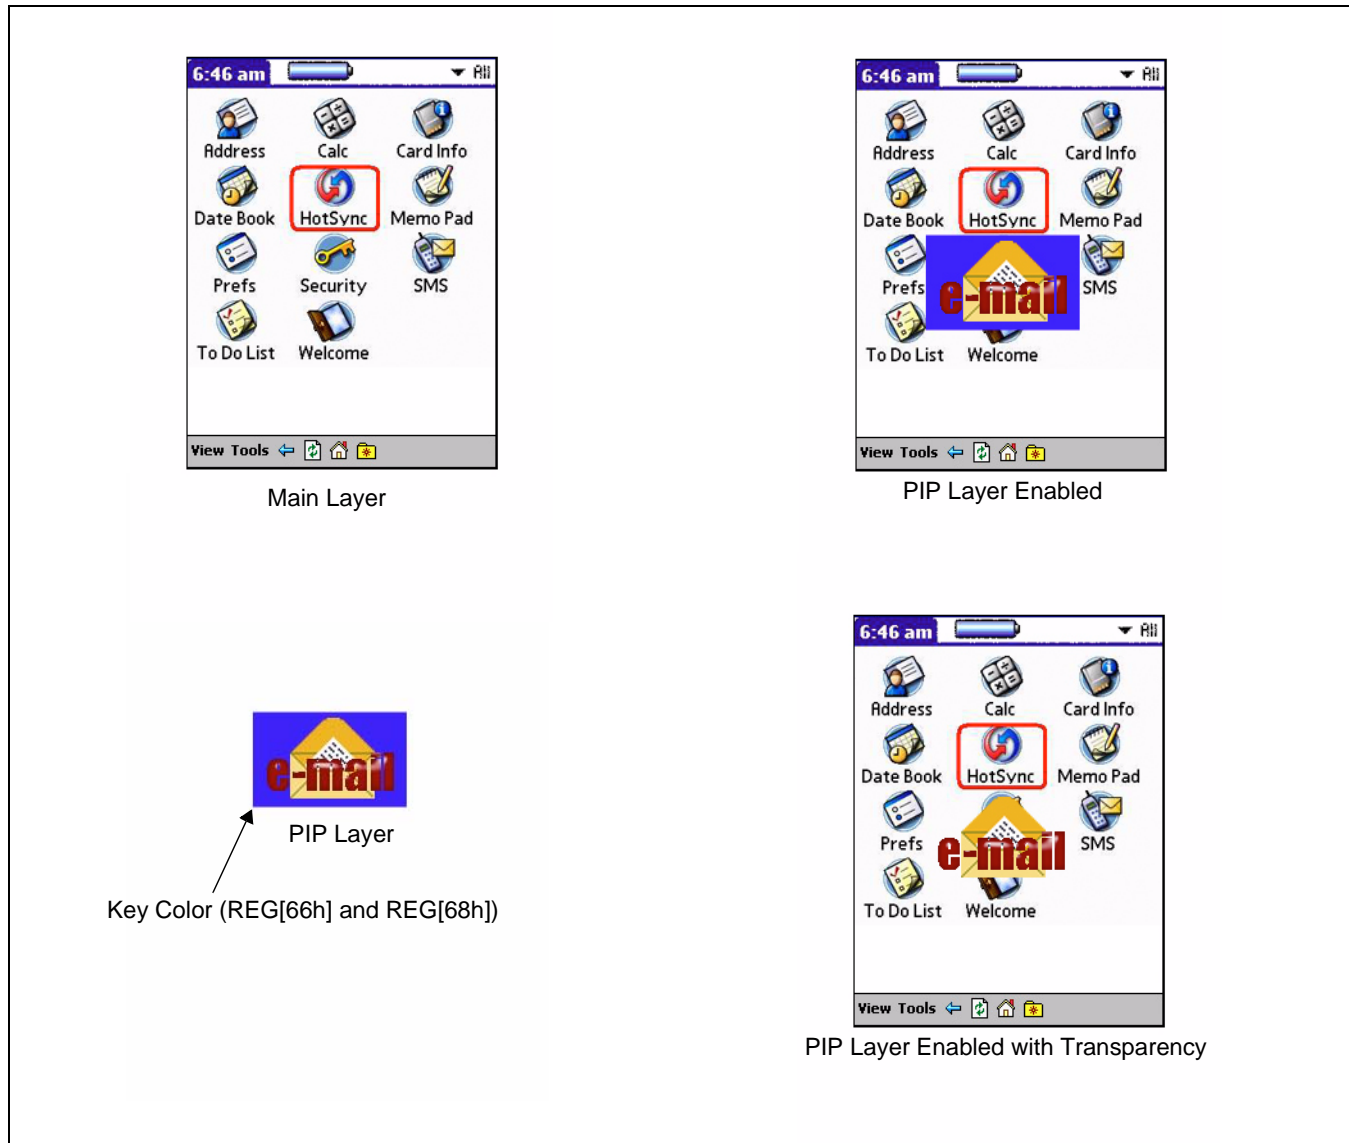 6:46 am All
Address Calc Card Info
Date Book HotSync Memo Pad
Prefs Security SMS
To Do List Welcome
View Tools
Main Layer
6:46 am All
Address Calc Card Info
Date Book HotSync Memo Pad
Prefs e-mail SMS
To Do List Welcome
View Tools
PIP Layer Enabled
e-mail
PIP Layer
Key Color (REG[66h] and REG[68h])
6:46 am All
Address Calc Card Info
Date Book HotSync Memo Pad
Prefs e-mail SMS
To Do List Welcome
View Tools
PIP Layer Enabled with Transparency